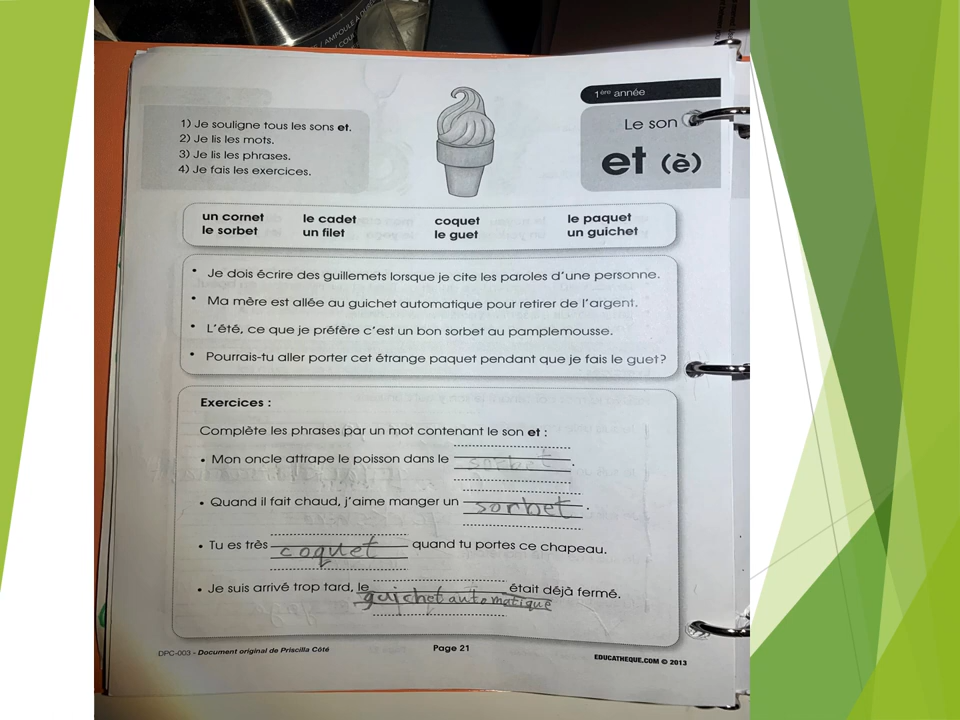 / AMPOULE À
COUL
1ère année
Le son
et (è)
1) Je souligne tous les sons et.
2) Je lis les mots.
3) Je lis les phrases.
4) Je fais les exercices.
un cornet le cadet coquet le paquet
le sorbet un filet le guet un guichet
• Je dois écrire des guillemets lorsque je cite les paroles d'une personne.
• Ma mère est allée au guichet automatique pour retirer de l'argent.
• L'été, ce que je préfère c'est un bon sorbet au pamplemousse.
• Pourrais-tu aller porter cet étrange paquet pendant que je fais le guet?
Exercices :
Complète les phrases par un mot contenant le son et :
• Mon oncle attrape le poisson dans le sorbet.
• Quand il fait chaud, j'aime manger un sorbet.
• Tu es très coquet quand tu portes ce chapeau.
• Je suis arrivé trop tard, le guichet automatique était déjà fermé.
DPC-003 – Document original de Priscilla Côté Page 21 EDUCATHEQUE.COM © 2013